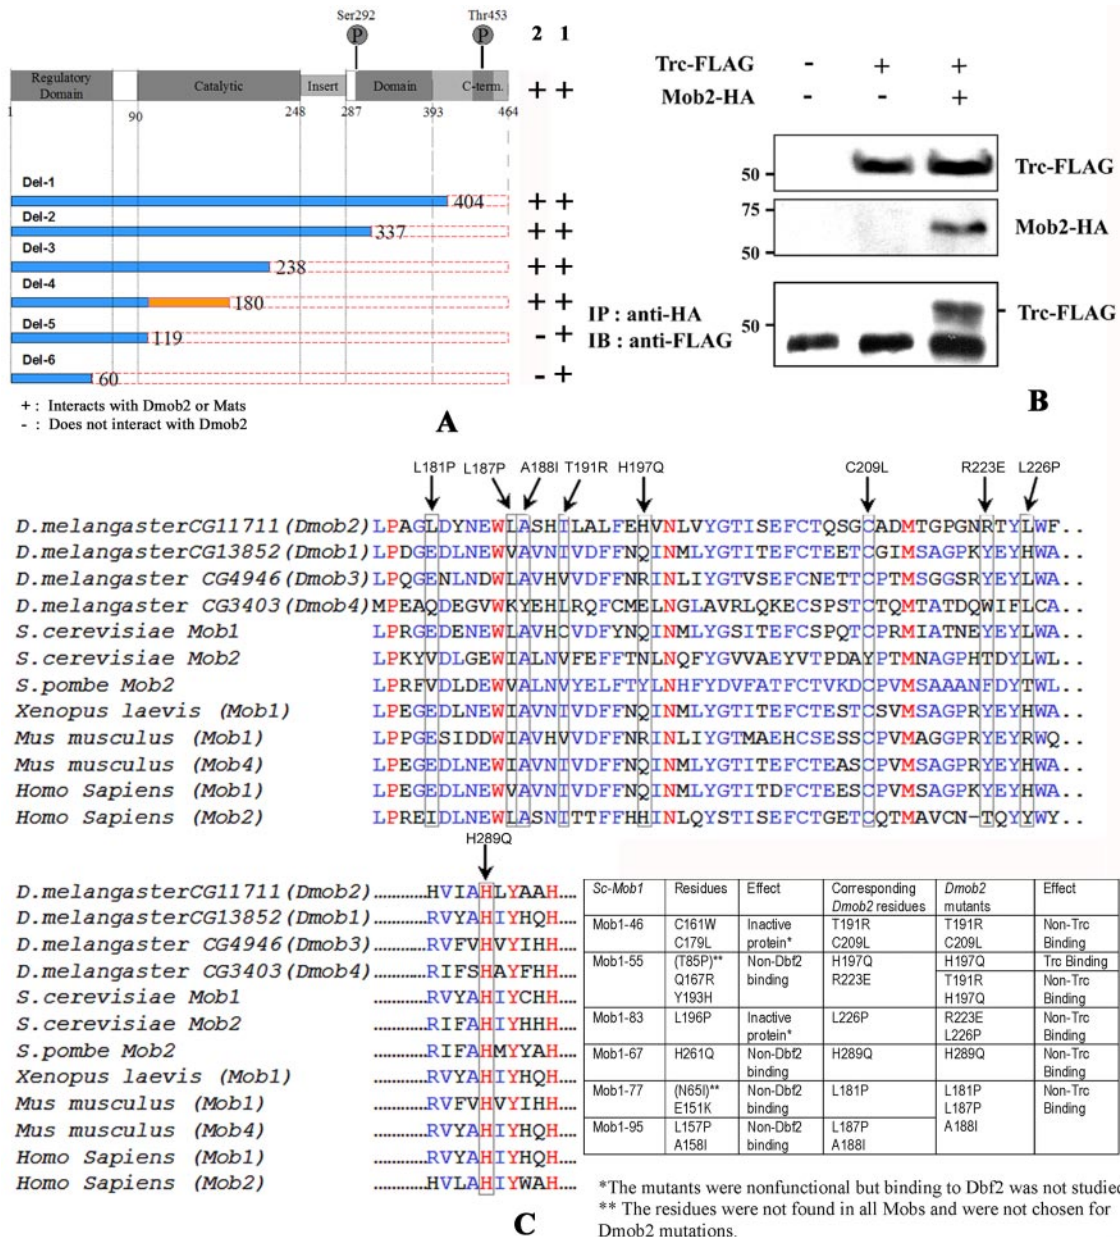 Ser292 Thr453
P P 2 1
Regulatory Domain Catalytic Insert Domain C-term. + +
1 90 248 287 393 464
Del-1
404 + +
Del-2
337 + +
Del-3
238 + +
Del-4
180 + +
Del-5
119 - +
Del-6
60 - +
+ : Interacts with Dmob2 or Mats
- : Does not interact with Dmob2
A
Trc-FLAG - + +
Mob2-HA - - +
50 Trc-FLAG
75
Mob2-HA
50
IP : anti-HA
IB : anti-FLAG
50 Trc-FLAG
B
L181P L187P A188I T191R H197Q C209L R223E L226P
D.melangasterCG11711(Dmob2) LPAGLDYNEWLASHTLALFEHVNLVYGTISEFCTQSGCADMTGPGNRTYLWF..
D.melangasterCG13852(Dmob1) LPDGEDLNEWVAVNIVDFFNQINMLYGTITEFCTEETCGIMSAGPKYEYHWA..
D.melangaster CG4946(Dmob3) LPQGENLNDWLAVHVVDFFNRINLIYGTVSEFCNETTCPTMSGGSRYEYLWA..
D.melangaster CG3403(Dmob4) MPEAQDEGVWKYEHLRQFCMELNGLAVRLQKECSPSTCTQMTATDQWIFLCA..
S.cerevisiae Mob1 LPRGEDENEWLAVHCVDFYNQINMLYGSITEFCSPQTCPRMIATNEYEYLWA..
S.cerevisiae Mob2 LPKYVDLGEWIALNVFEFFTNLNQFYGVVAEYVTPDAYPTMNAGPHTDYLWL..
S.pombe Mob2 LPRFVDLDEWVALNVYELFTYLNHFYDVFATFCTVKDCPVMSAAANFDYTWL..
Xenopus laevis (Mob1) LPEGEDLNEWIAVNIVDFFNQINMLYGTITEFCTESTCSVMSAGPRYEYHWA..
Mus musculus (Mob1) LPPGESIDDWIAVHVVDFFNRINLIYGTMAEHCSESSCPVMAGGPRYEYRWQ..
Mus musculus (Mob4) LPEGEDLNEWIAVNIVDFFNQINMLYGTITEFCTEASCPVMSAGPRYEYHWA..
Homo Sapiens (Mob1) LPEGEDLNEWIAVNIVDFFNQINMLYGTITDFCTEESCPVMSAGPKYEYHWA..
Homo Sapiens (Mob2) LPREIDLNEWLASNITTFFHHINLQYSTISEFCTGETCQTMAVCN-TQYYWY..
H289Q
D.melangasterCG11711(Dmob2) ..........HVIAHLYAAH....
D.melangasterCG13852(Dmob1) ..........RVYAHIYHQH....
D.melangaster CG4946(Dmob3) ..........RVFVHVYIHH....
D.melangaster CG3403(Dmob4) ..........RIFSHAYFHH....
S.cerevisiae Mob1 ..........RVYAHIYCHH....
S.cerevisiae Mob2 ..........RIFAHIYHHH....
S.pombe Mob2 ..........RIFAHMYYAH....
Xenopus laevis (Mob1) ..........RVYAHIYHQH....
Mus musculus (Mob1) ..........RVFVHVYIHH....
Mus musculus (Mob4) ..........RVYAHIYHQH....
Homo Sapiens (Mob1) ..........RVYAHIYHQH....
Homo Sapiens (Mob2) ..........HVLAHIYWAH....
C
Sc-Mob1 Residues Effect Corresponding Dmob2 residues Dmob2 mutants Effect
Mob1-46 C161W Inactive T191R T191R Non-Trc
C179L protein* C209L C209L Binding
Mob1-55 (T85P)** Non-Dbf2 H197Q H197Q Trc Binding
Q167R binding R223E T191R Non-Trc
Y193H H197Q Binding
Mob1-83 L196P Inactive L226P R223E Non-Trc
protein* L226P Binding
Mob1-67 H261Q Non-Dbf2 H289Q H289Q Non-Trc
binding Binding
Mob1-77 (N65I)** Non-Dbf2 L181P L181P Non-Trc
E151K binding L187P Binding
Mob1-95 L157P Non-Dbf2 L187P A188I
A158I binding A188I
*The mutants were nonfunctional but binding to Dbf2 was not studie
** The residues were not found in all Mobs and were not chosen for
Dmob2 mutations.